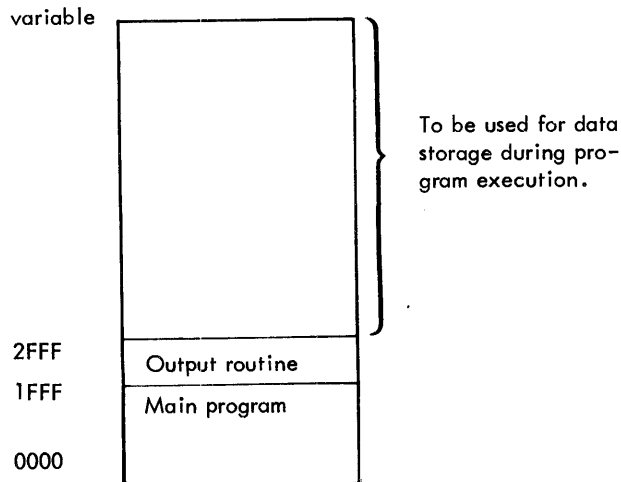 variable
To be used for data
storage during pro-
gram execution.
2FFF
Output routine
1FFF
Main program
0000